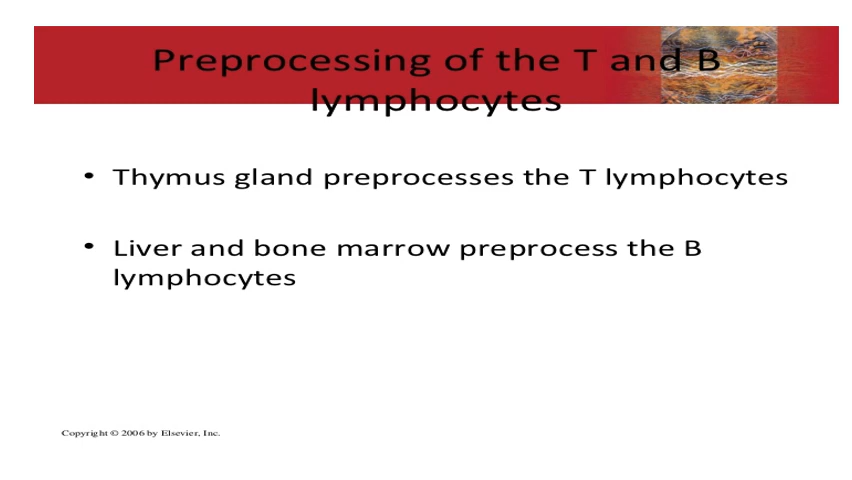 Preprocessing of the T and B
lymphocytes
• Thymus gland preprocesses the T lymphocytes
• Liver and bone marrow preprocess the B
lymphocytes
Copyright © 2006 by Elsevier, Inc.